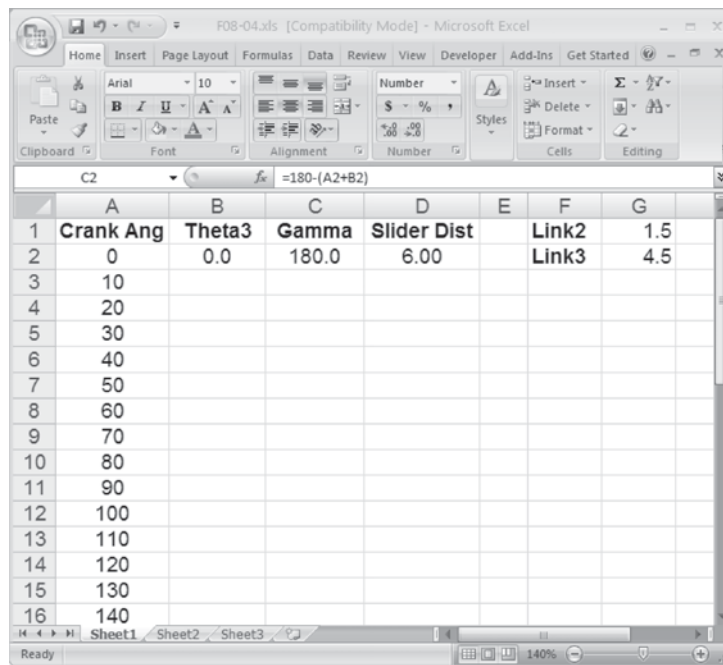 F08-04.xls [Compatibility Mode] - Microsoft Excel
Home Insert Page Layout Formulas Data Review View Developer Add-Ins Get Started
Paste
Clipboard
Arial 10
B I U A A
A
Font
Alignment
Number
$ % ,
Number
Styles
Insert
Delete
Format
Cells
Σ
Editing
C2 fx =180-(A2+B2)
A B C D E F G
1 Crank Ang Theta3 Gamma Slider Dist Link2 1.5
2 0 0.0 180.0 6.00 Link3 4.5
3 10
4 20
5 30
6 40
7 50
8 60
9 70
10 80
11 90
12 100
13 110
14 120
15 130
16 140
Sheet1 Sheet2 Sheet3
Ready 140%